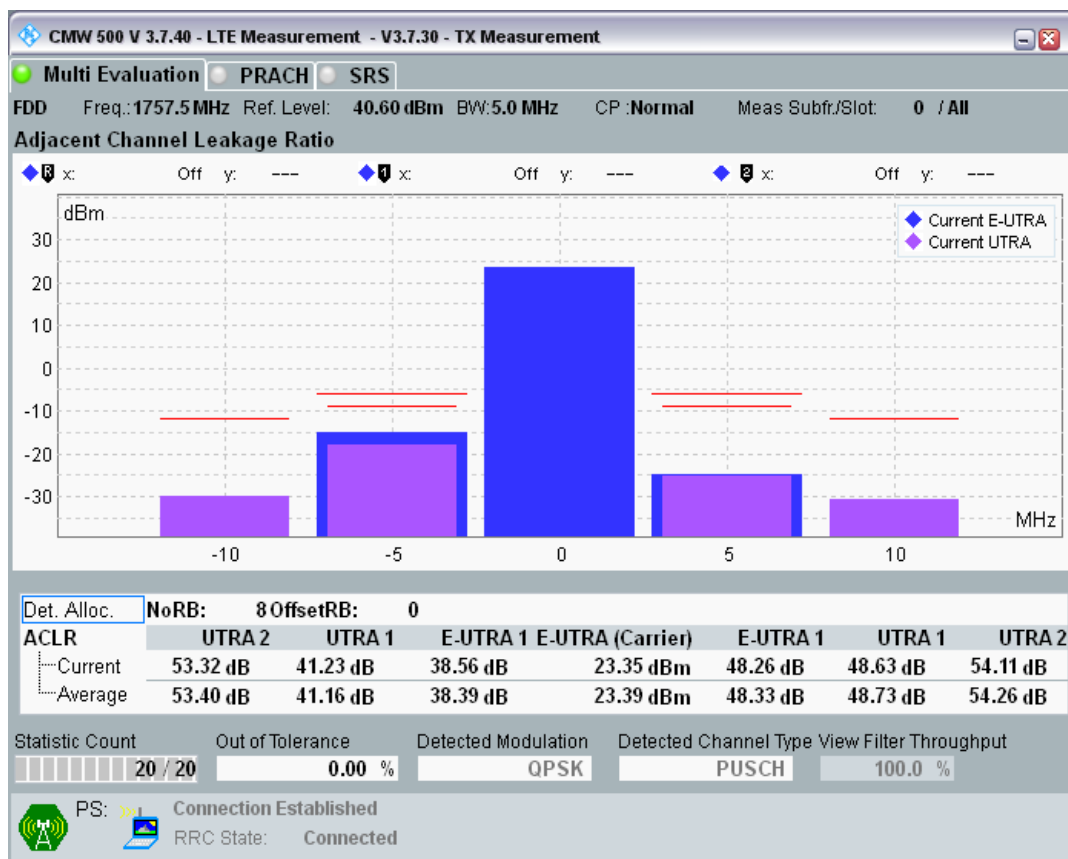 CMW 500 V 3.7.40 - LTE Measurement - V3.7.30 - TX Measurement
Multi Evaluation PRACH SRS
FDD Freq.: 1757.5 MHz Ref. Level: 40.60 dBm BW: 5.0 MHz CP : Normal Meas Subfr./Slot: 0 / All
Adjacent Channel Leakage Ratio
R x: Off y: --- 1 x: Off y: --- 2 x: Off y: ---
dBm
Current E-UTRA
Current UTRA
30
20
10
0
-10
-20
-30
MHz
-10 -5 0 5 10
Det. Alloc. NoRB: 8 OffsetRB: 0
ACLR UTRA 2 UTRA 1 E-UTRA 1 E-UTRA (Carrier) E-UTRA 1 UTRA 1 UTRA 2
Current 53.32 dB 41.23 dB 38.56 dB 23.35 dBm 48.26 dB 48.63 dB 54.11 dB
Average 53.40 dB 41.16 dB 38.39 dB 23.39 dBm 48.33 dB 48.73 dB 54.26 dB
Statistic Count Out of Tolerance Detected Modulation Detected Channel Type View Filter Throughput
20 / 20 0.00 % QPSK PUSCH 100.0 %
PS: Connection Established
RRC State: Connected